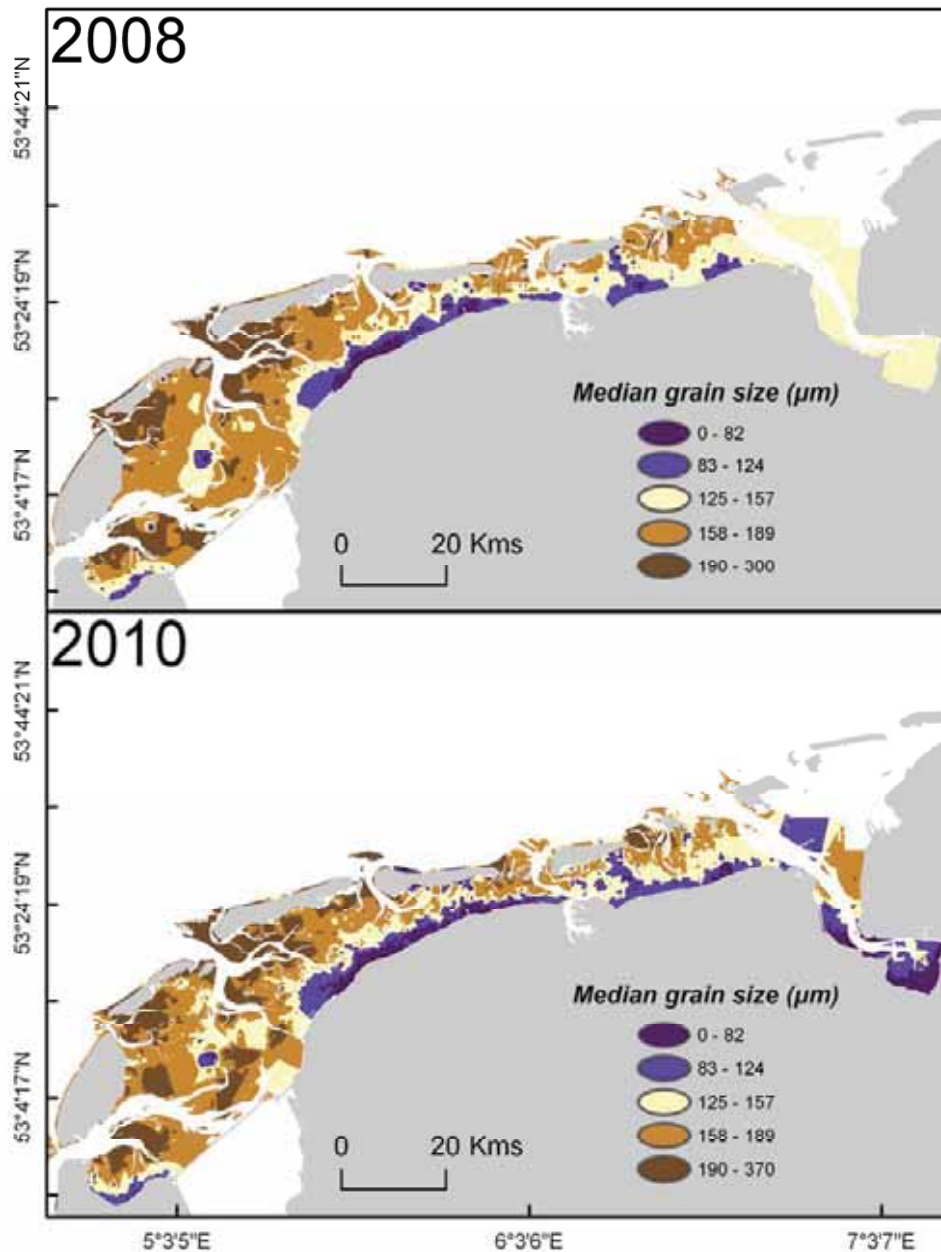 2008
53°44'21"N
53°24'19"N
53°4'17"N
Median grain size (µm)
0 - 82
83 - 124
125 - 157
158 - 189
190 - 300
0 20 Kms
2010
53°44'21"N
53°24'19"N
53°4'17"N
Median grain size (µm)
0 - 82
83 - 124
125 - 157
158 - 189
190 - 370
0 20 Kms
5°3'5"E 6°3'6"E 7°3'7"E